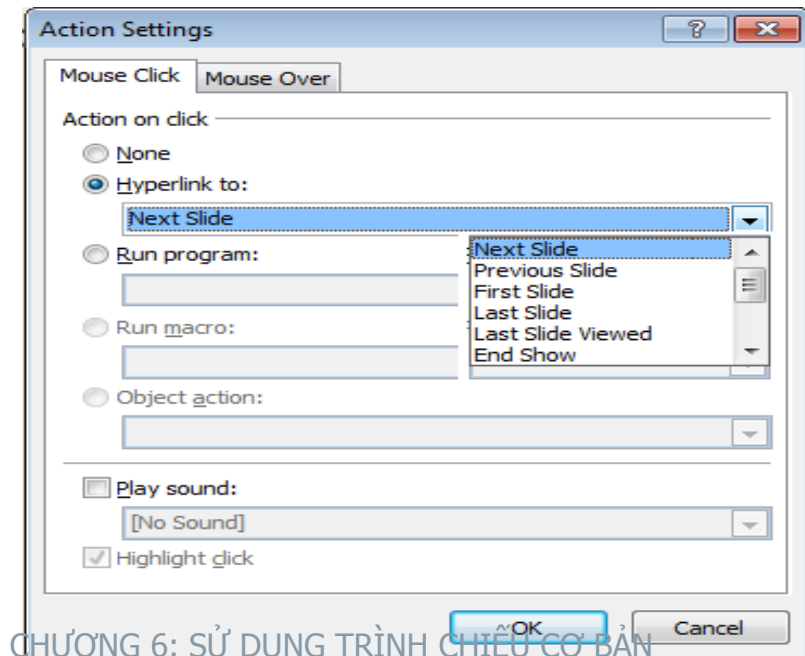 Action Settings
Mouse Click Mouse Over
Action on click
None
Hyperlink to:
Next Slide
Next Slide
Previous Slide
First Slide
Last Slide
Last Slide Viewed
End Show
Run program:
Run macro:
Object action:
Play sound:
[No Sound]
Highlight click
OK Cancel
CHƯƠNG 6: SỬ DỤNG TRÌNH CHIẾU CƠ BẢN